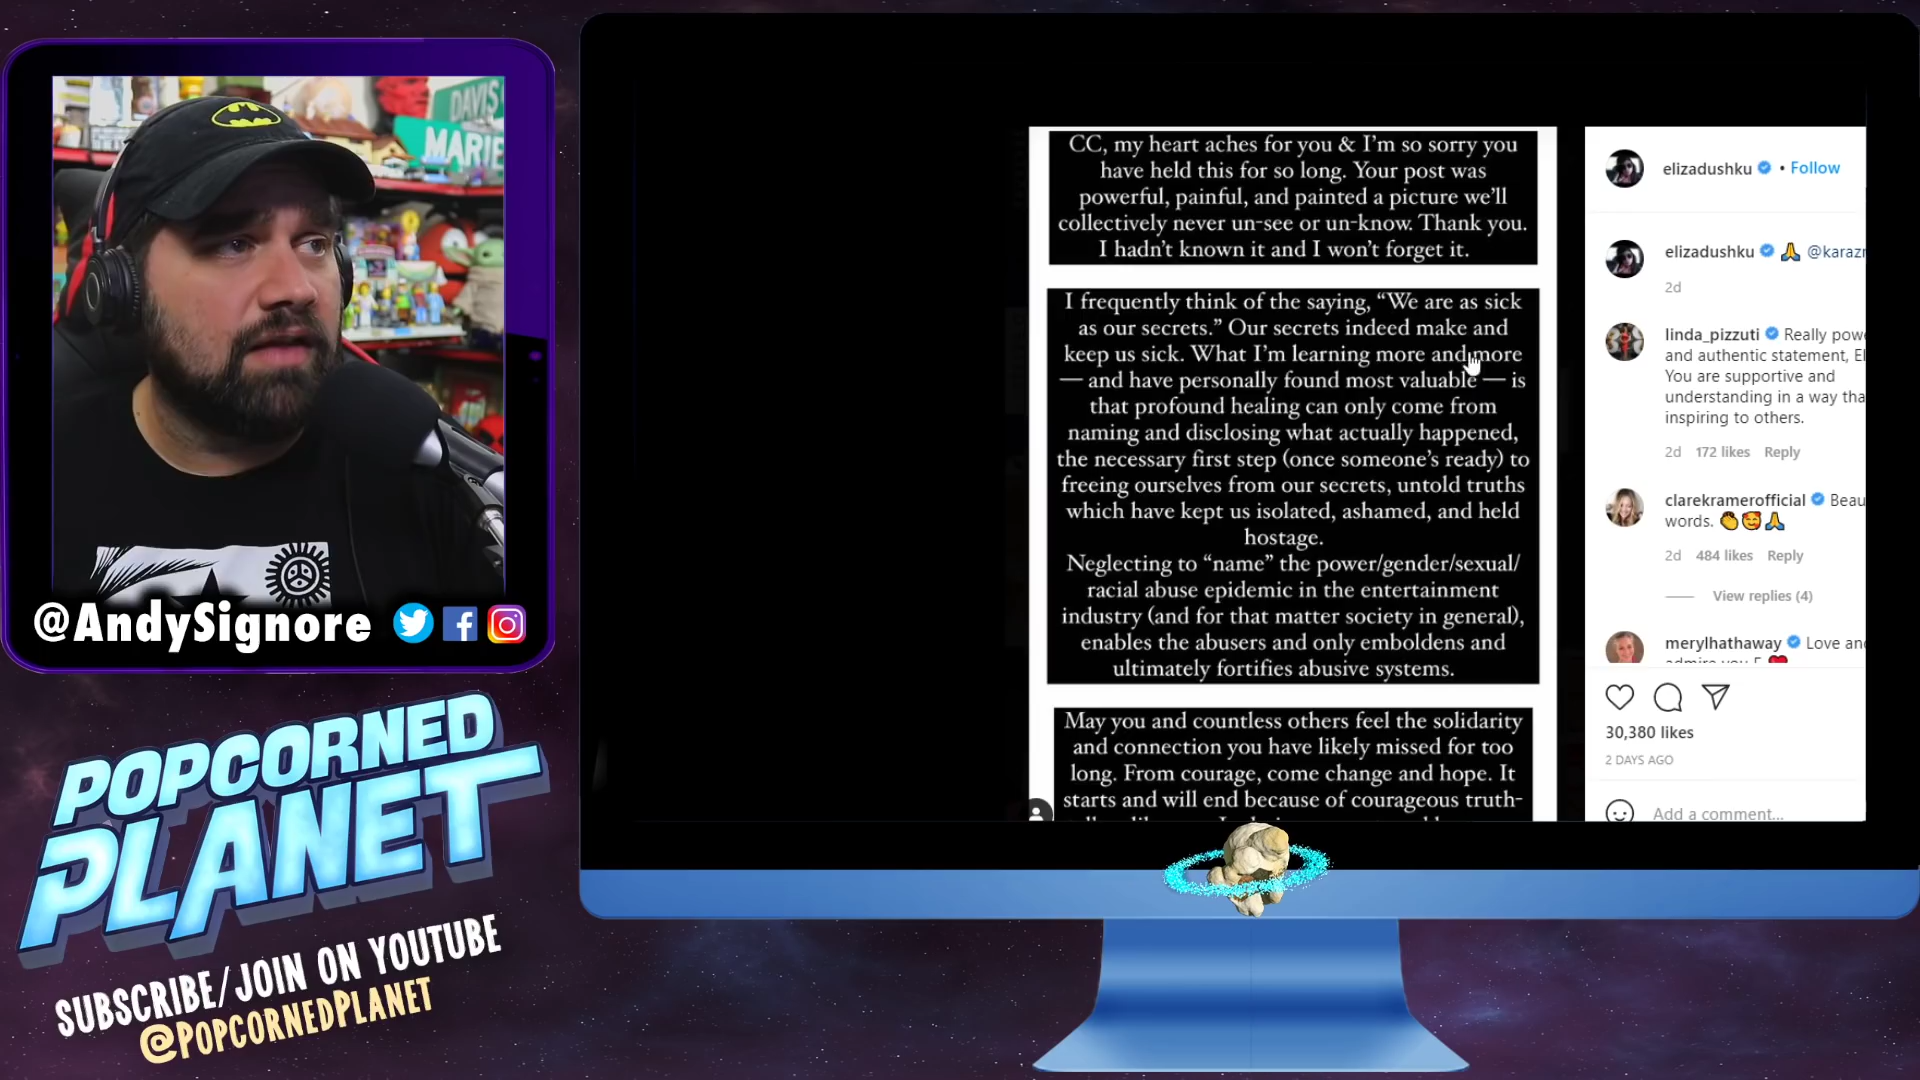 DAVIS
MARIE
@AndySignore
POPCORNED
PLANET
SUBSCRIBE/JOIN ON YOUTUBE
@POPCORNEDPLANET
CC, my heart aches for you & I'm so sorry you
have held this for so long. Your post was
powerful, painful, and painted a picture we'll
collectively never un-see or un-know. Thank you.
I hadn't known it and I won't forget it.
I frequently think of the saying, “We are as sick
as our secrets.” Our secrets indeed make and
keep us sick. What I'm learning more and more
— and have personally found most valuable — is
that profound healing can only come from
naming and disclosing what actually happened,
the necessary first step (once someone's ready) to
freeing ourselves from our secrets, untold truths
which have kept us isolated, ashamed, and held
hostage.
Neglecting to “name” the power/gender/sexual/
racial abuse epidemic in the entertainment
industry (and for that matter society in general),
enables the abusers and only emboldens and
ultimately fortifies abusive systems.
May you and countless others feel the solidarity
and connection you have likely missed for too
long. From courage, come change and hope. It
starts and will end because of courageous truth-
elizadushku • Follow
elizadushku 🙏 @karazr
2d
linda_pizzuti Really powe
and authentic statement, El
You are supportive and
understanding in a way tha
inspiring to others.
2d 172 likes Reply
clarekramerofficial Beau
words. 👏🥰🙏
2d 484 likes Reply
View replies (4)
merylhathaway Love and
30,380 likes
2 DAYS AGO
Add a comment...